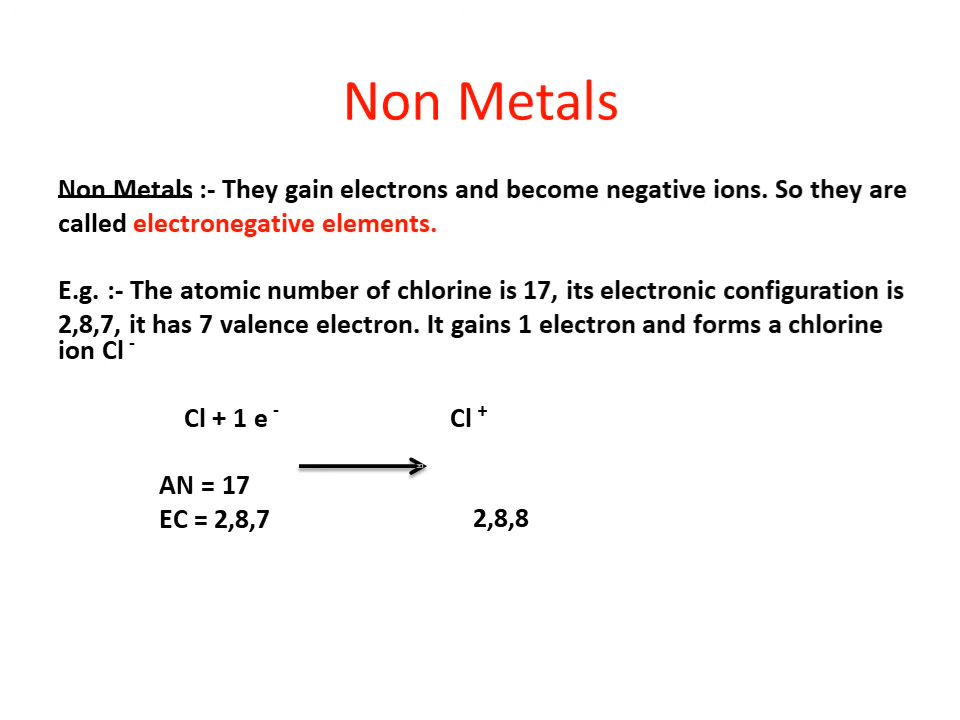 Non Metals
Non Metals :- They gain electrons and become negative ions. So they are
called electronegative elements.
E.g. :- The atomic number of chlorine is 17, its electronic configuration is
2,8,7, it has 7 valence electron. It gains 1 electron and forms a chlorine
ion Cl -
Cl + 1 e - Cl +
AN = 17
EC = 2,8,7 2,8,8